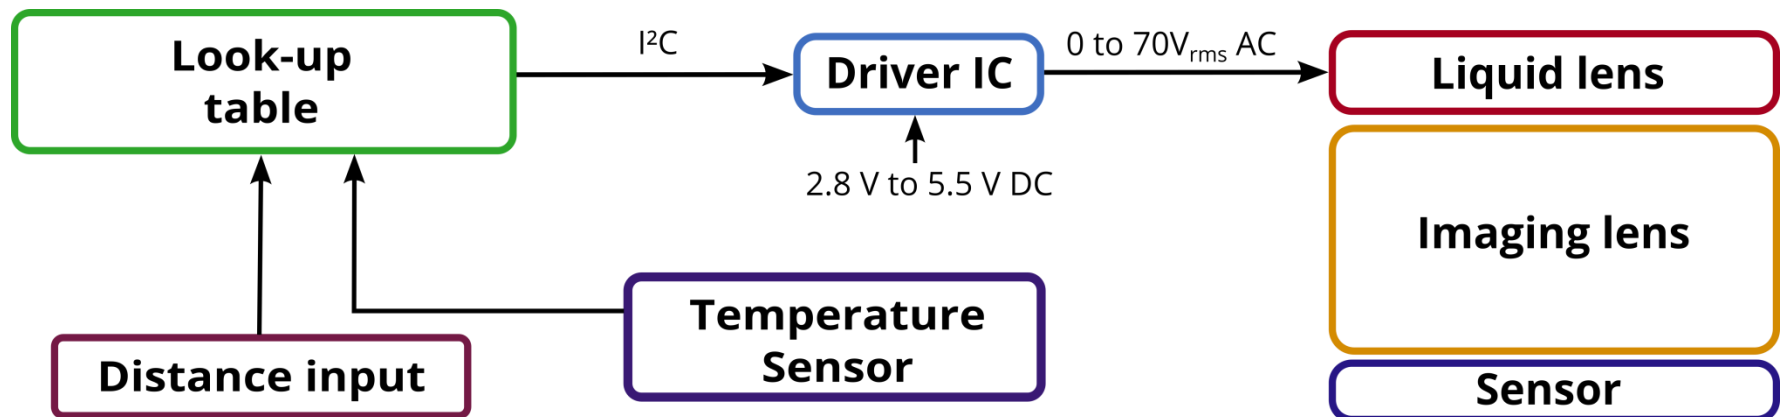 Look-up
table
I²C
Driver IC
0 to 70Vrms AC
Liquid lens
2.8 V to 5.5 V DC
Imaging lens
Temperature
Sensor
Distance input
Sensor